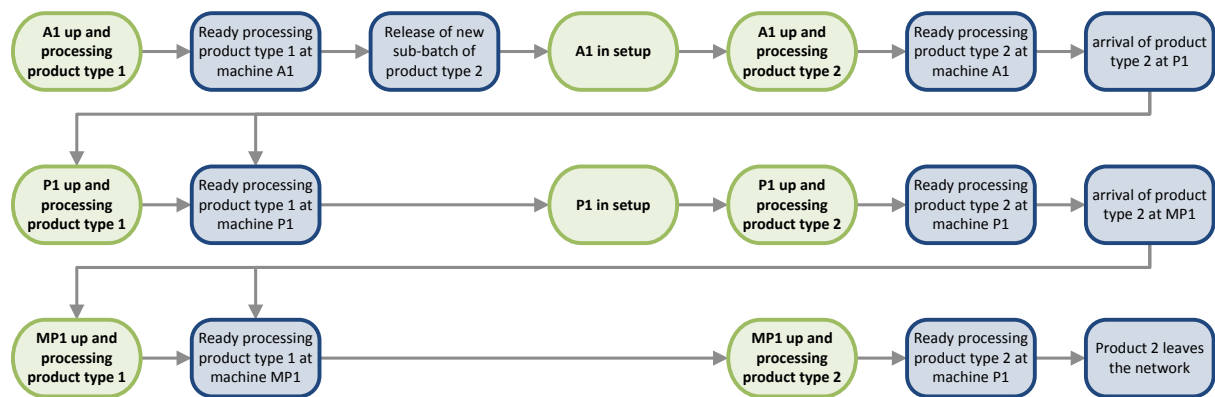 A1 up and
processing
product type 1
Ready processing
product type 1 at
machine A1
Release of new
sub-batch of
product type 2
A1 in setup
A1 up and
processing
product type 2
Ready processing
product type 2 at
machine A1
arrival of product
type 2 at P1
P1 up and
processing
product type 1
Ready processing
product type 1 at
machine P1
P1 in setup
P1 up and
processing
product type 2
Ready processing
product type 2 at
machine P1
arrival of product
type 2 at MP1
MP1 up and
processing
product type 1
Ready processing
product type 1 at
machine MP1
MP1 up and
processing
product type 2
Ready processing
product type 2 at
machine P1
Product 2 leaves
the network